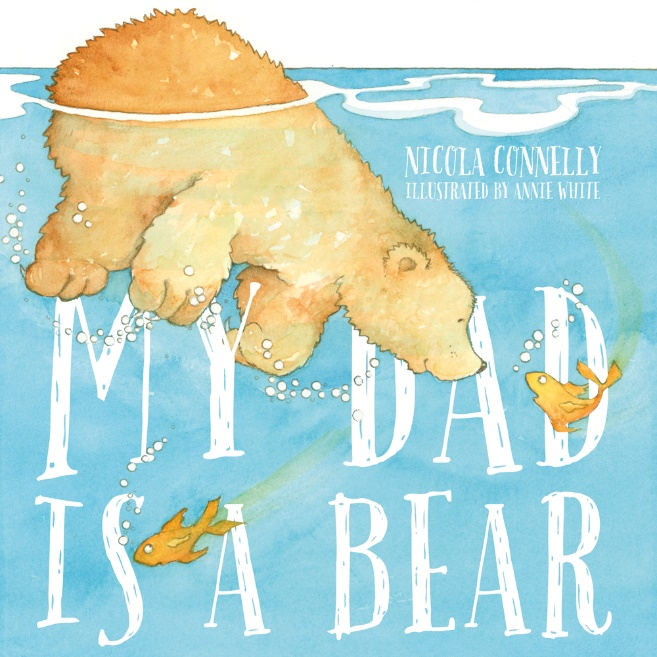 NICOLA CONNELLY
ILLUSTRATED BY ANNIE WHITE
MY DAD
IS A BEAR